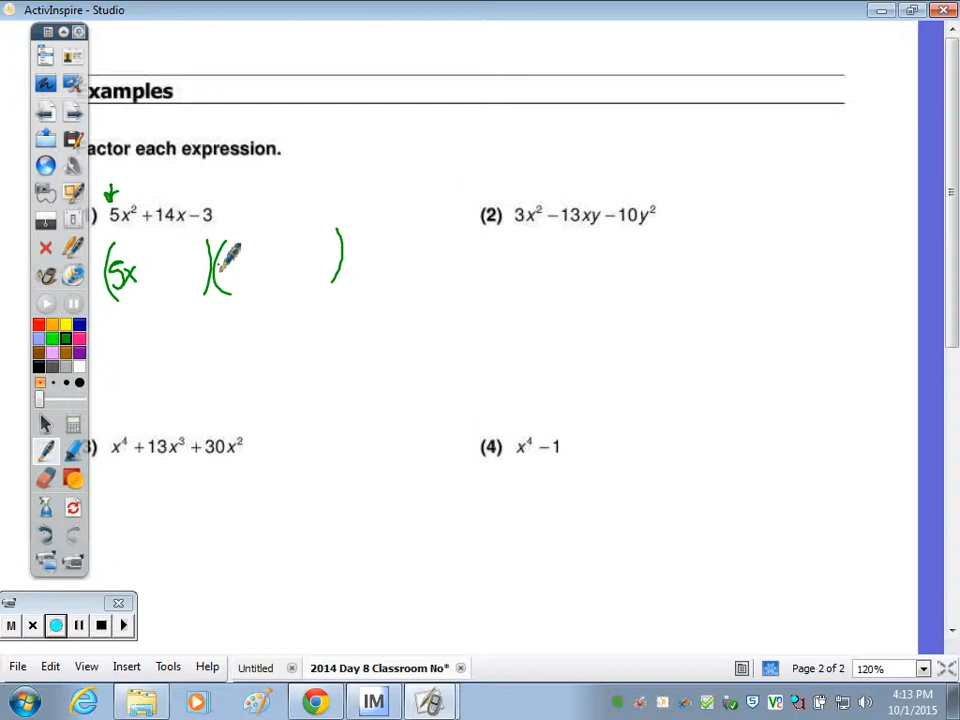 ActivInspire - Studio
xamples
actor each expression.
) 5x² + 14x − 3
(2) 3x² − 13xy − 10y²
(5x )( )
3) x⁴ + 13x³ + 30x²
(4) x⁴ − 1
M
File Edit View Insert Tools Help Untitled 2014 Day 8 Classroom No* Page 2 of 2 120%
IM
4:13 PM
10/1/2015